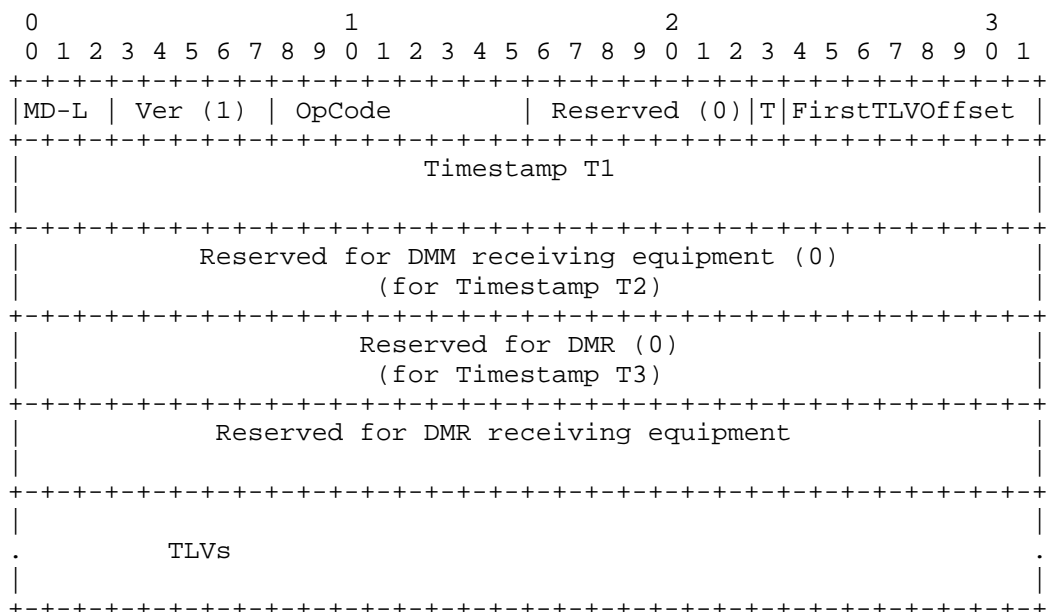 0                   1                   2                   3
 0 1 2 3 4 5 6 7 8 9 0 1 2 3 4 5 6 7 8 9 0 1 2 3 4 5 6 7 8 9 0 1
+-+-+-+-+-+-+-+-+-+-+-+-+-+-+-+-+-+-+-+-+-+-+-+-+-+-+-+-+-+-+-+-+
|MD-L | Ver (1) | OpCode        | Reserved (0)|T|FirstTLVOffset |
+-+-+-+-+-+-+-+-+-+-+-+-+-+-+-+-+-+-+-+-+-+-+-+-+-+-+-+-+-+-+-+-+
|                         Timestamp T1                          |
|                                                               |
+-+-+-+-+-+-+-+-+-+-+-+-+-+-+-+-+-+-+-+-+-+-+-+-+-+-+-+-+-+-+-+-+
|           Reserved for DMM receiving equipment (0)            |
|                      (for Timestamp T2)                       |
+-+-+-+-+-+-+-+-+-+-+-+-+-+-+-+-+-+-+-+-+-+-+-+-+-+-+-+-+-+-+-+-+
|                     Reserved for DMR (0)                      |
|                      (for Timestamp T3)                       |
+-+-+-+-+-+-+-+-+-+-+-+-+-+-+-+-+-+-+-+-+-+-+-+-+-+-+-+-+-+-+-+-+
|            Reserved for DMR receiving equipment               |
|                                                               |
+-+-+-+-+-+-+-+-+-+-+-+-+-+-+-+-+-+-+-+-+-+-+-+-+-+-+-+-+-+-+-+-+
|                                                               |
.         TLVs                                                  .
|                                                               |
+-+-+-+-+-+-+-+-+-+-+-+-+-+-+-+-+-+-+-+-+-+-+-+-+-+-+-+-+-+-+-+-+